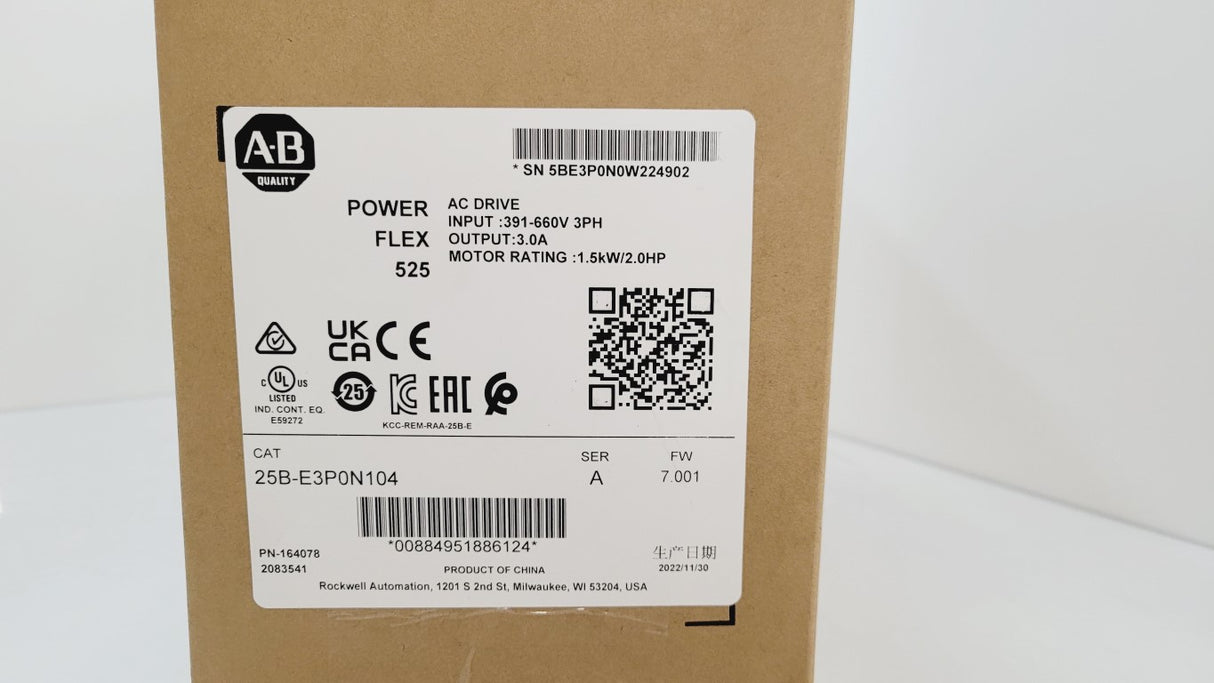 A-B
QUALITY
* SN 5BE3P0N0W224902
POWER
FLEX
525
AC DRIVE
INPUT :391-660V 3PH
OUTPUT:3.0A
MOTOR RATING :1.5kW/2.0HP
UK
CA
CE
C UL US
LISTED
IND. CONT. EQ.
E59272
25
KC
EAC
KCC-REM-RAA-25B-E
CAT
25B-E3P0N104
SER
A
FW
7.001
*00884951886124*
PN-164078
2083541
PRODUCT OF CHINA
生产日期
2022/11/30
Rockwell Automation, 1201 S 2nd St, Milwaukee, WI 53204, USA